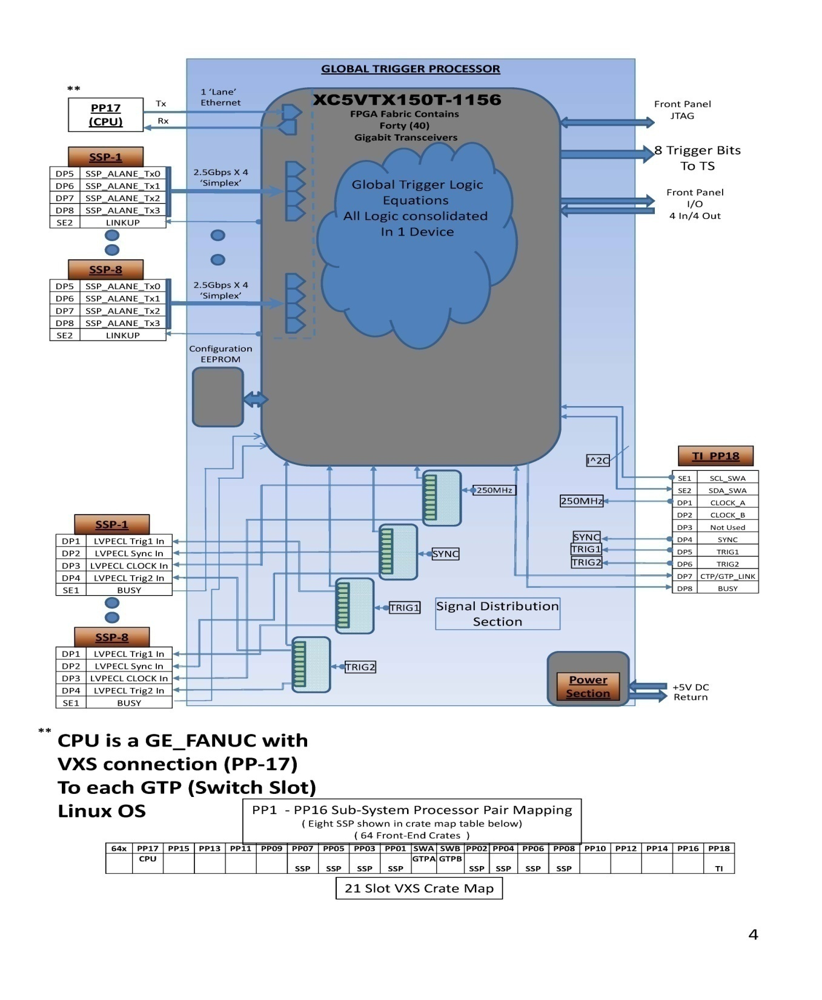 GLOBAL TRIGGER PROCESSOR
**
PP17
(CPU)
Tx
Rx
1 ‘Lane’
Ethernet
XC5VTX150T-1156
FPGA Fabric Contains
Forty (40)
Gigabit Transceivers
Front Panel
JTAG
8 Trigger Bits
To TS
Front Panel
I/O
4 In/4 Out
SSP-1
DP5 SSP_ALANE_Tx0
DP6 SSP_ALANE_Tx1
DP7 SSP_ALANE_Tx2
DP8 SSP_ALANE_Tx3
SE2 LINKUP
2.5Gbps X 4
‘Simplex’
Global Trigger Logic
Equations
All Logic consolidated
In 1 Device
SSP-8
DP5 SSP_ALANE_Tx0
DP6 SSP_ALANE_Tx1
DP7 SSP_ALANE_Tx2
DP8 SSP_ALANE_Tx3
SE2 LINKUP
2.5Gbps X 4
‘Simplex’
Configuration
EEPROM
I^2C
TI PP18
SE1 SCL_SWA
SE2 SDA_SWA
DP1 CLOCK_A
DP2 CLOCK_B
DP3 Not Used
DP4 SYNC
DP5 TRIG1
DP6 TRIG2
DP7 CTP/GTP_LINK
DP8 BUSY
250MHz
SYNC
TRIG1
TRIG2
250MHz
SYNC
TRIG1
TRIG2
SSP-1
DP1 LVPECL Trig1 In
DP2 LVPECL Sync In
DP3 LVPECL CLOCK In
DP4 LVPECL Trig2 In
SE1 BUSY
Signal Distribution
Section
SSP-8
DP1 LVPECL Trig1 In
DP2 LVPECL Sync In
DP3 LVPECL CLOCK In
DP4 LVPECL Trig2 In
SE1 BUSY
Power
Section
+5V DC
Return
** CPU is a GE_FANUC with
VXS connection (PP-17)
To each GTP (Switch Slot)
Linux OS
PP1 - PP16 Sub-System Processor Pair Mapping
( Eight SSP shown in crate map table below)
( 64 Front-End Crates )
64x PP17 PP15 PP13 PP11 PP09 PP07 PP05 PP03 PP01 SWA SWB PP02 PP04 PP06 PP08 PP10 PP12 PP14 PP16 PP18
CPU GTPA GTPB
SSP SSP SSP SSP SSP SSP SSP SSP TI
21 Slot VXS Crate Map
4